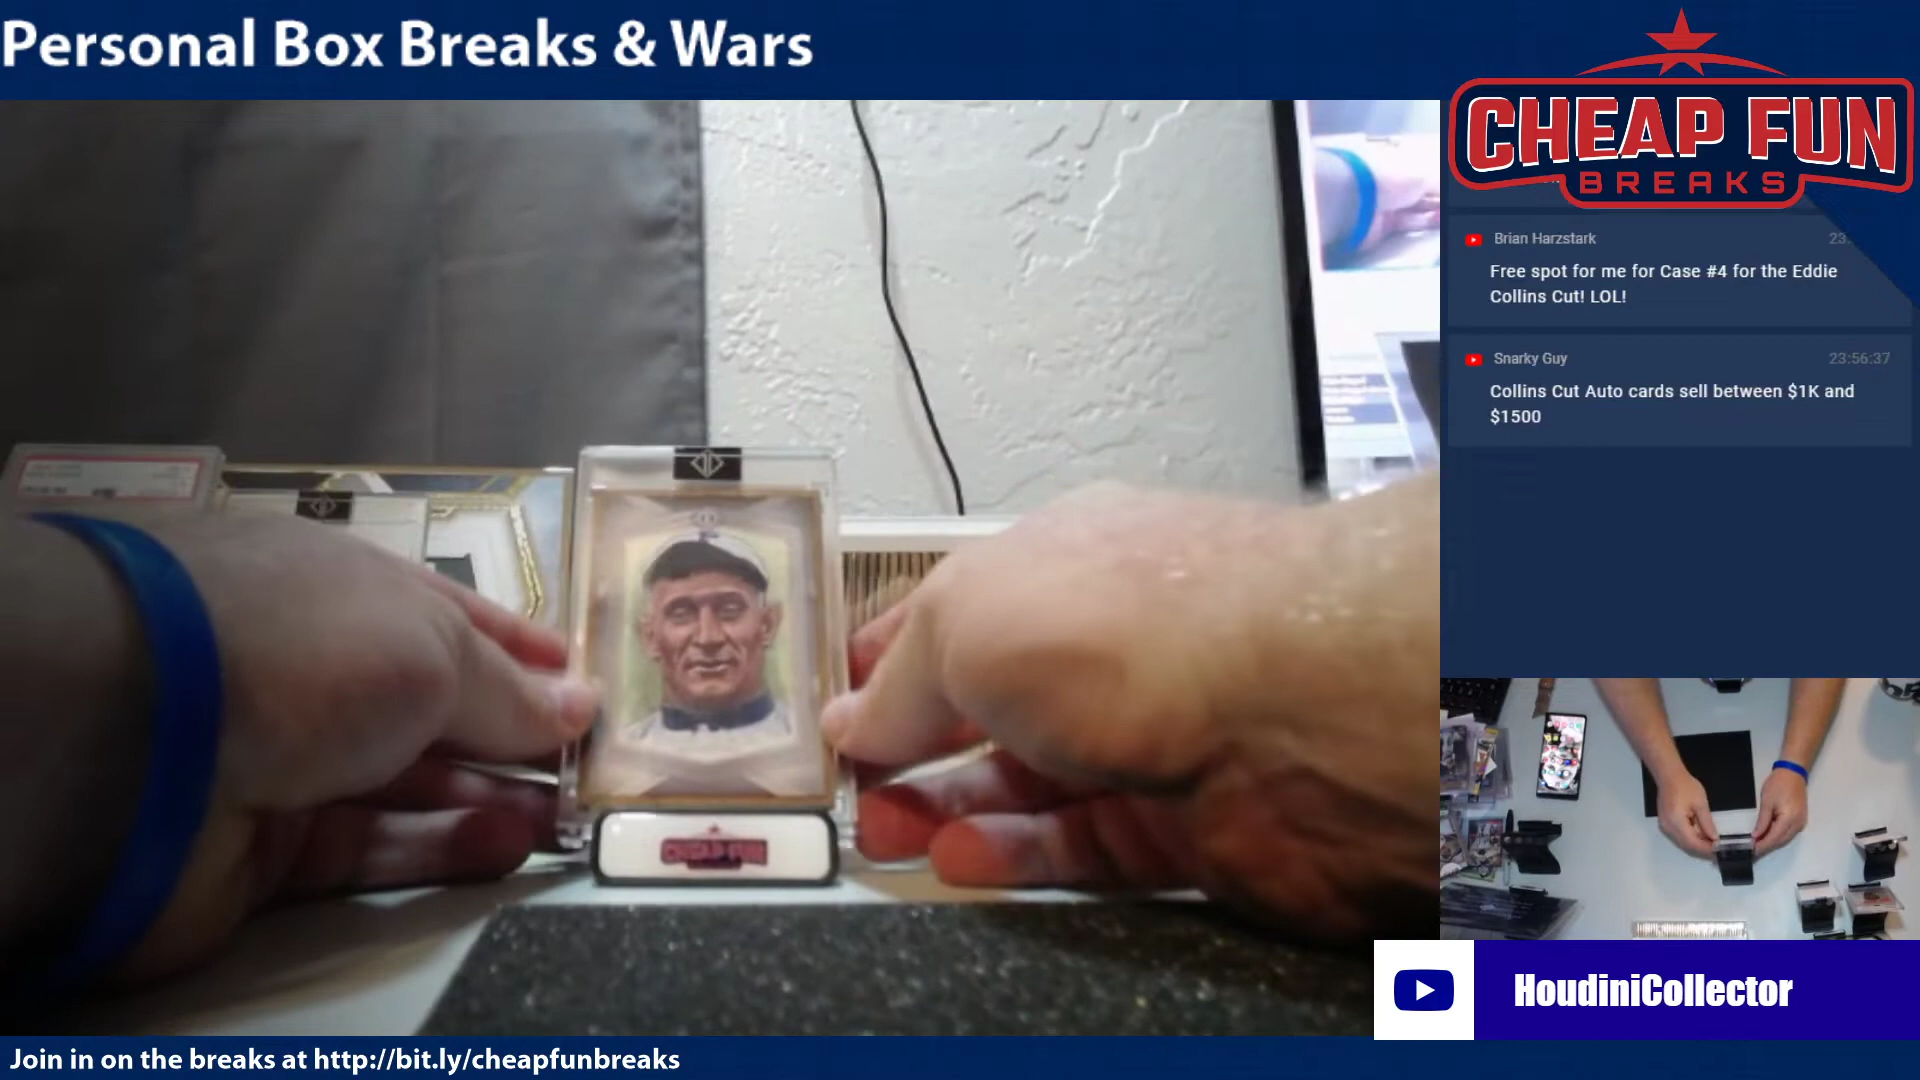 Personal Box Breaks & Wars
CHEAP FUN
BREAKS
Brian Harzstark
23:
Free spot for me for Case #4 for the Eddie
Collins Cut! LOL!
Snarky Guy
23:56:37
Collins Cut Auto cards sell between $1K and
$1500
CHEAP FUN
HoudiniCollector
Join in on the breaks at http://bit.ly/cheapfunbreaks